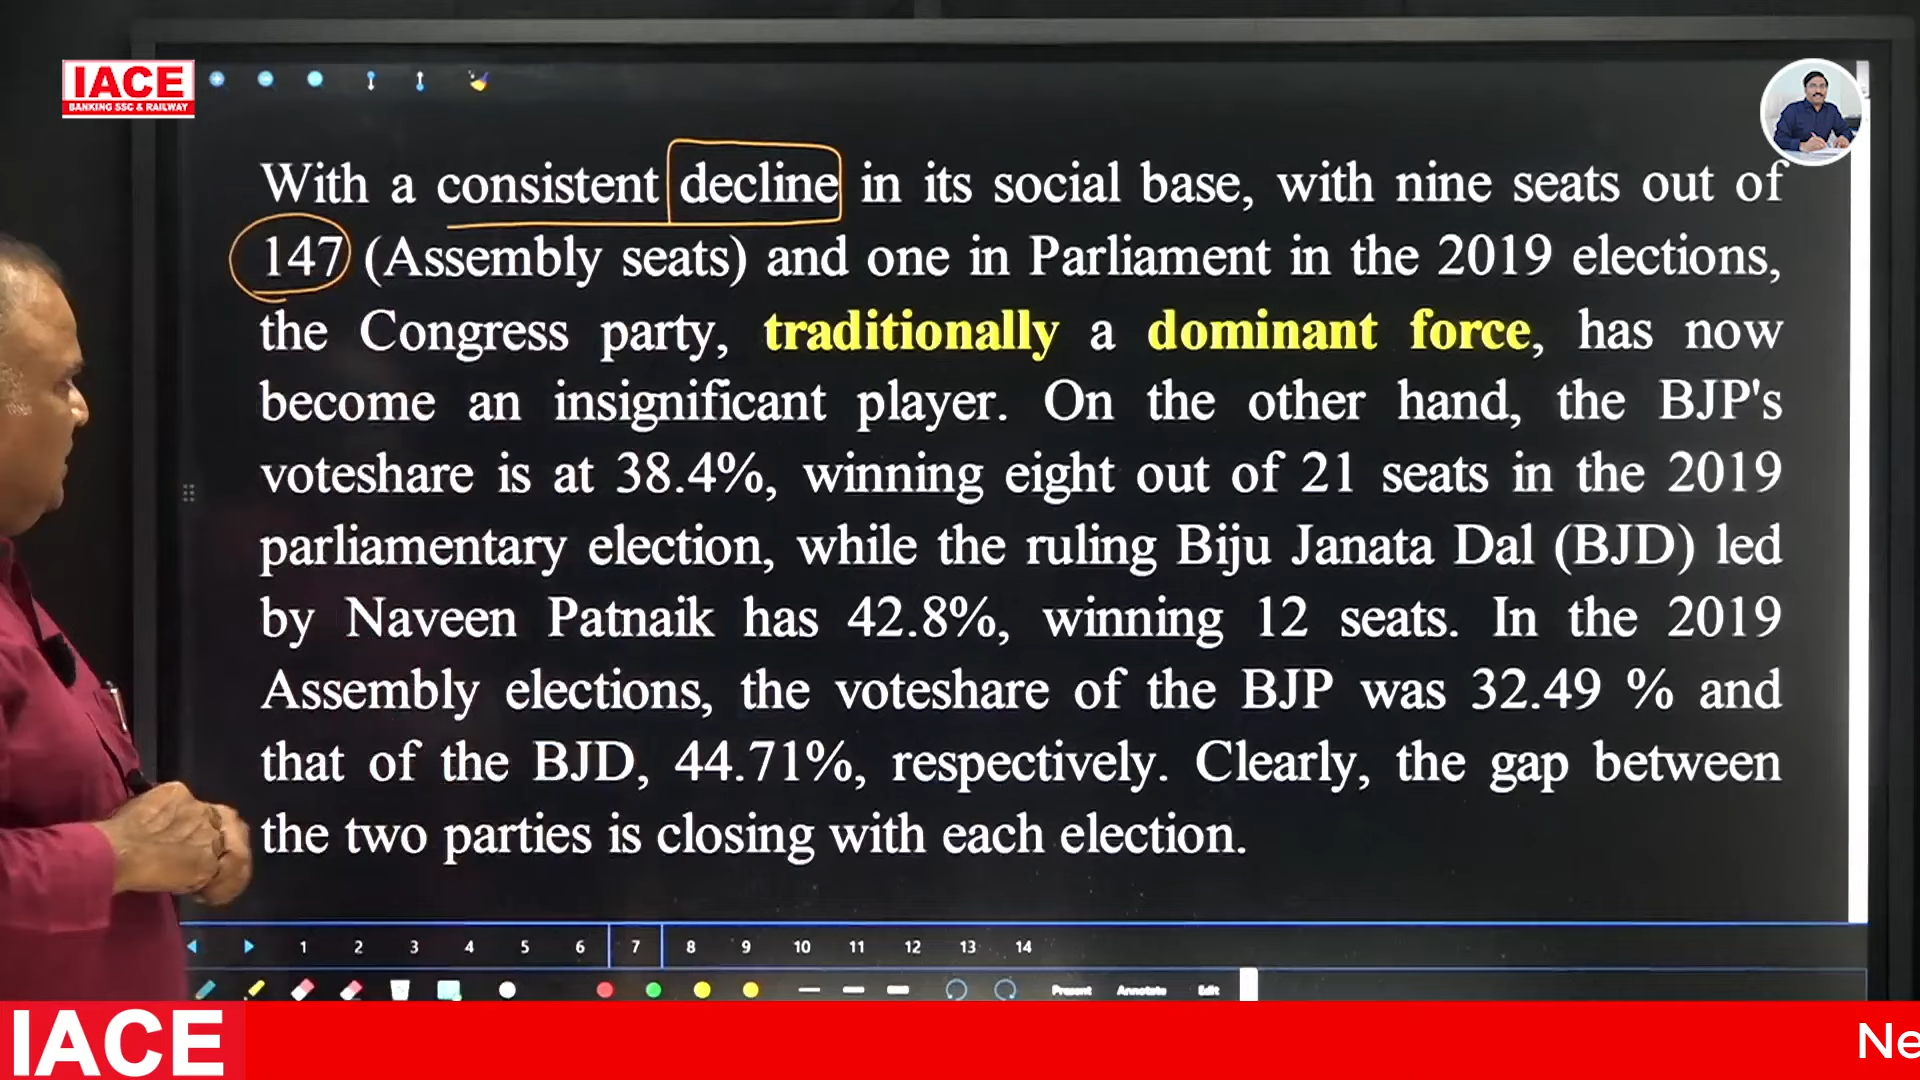 IACE
BANKING SSC & RAILWAY
With a consistent decline in its social base, with nine seats out of
147 (Assembly seats) and one in Parliament in the 2019 elections,
the Congress party, traditionally a dominant force, has now
become an insignificant player. On the other hand, the BJP's
voteshare is at 38.4%, winning eight out of 21 seats in the 2019
parliamentary election, while the ruling Biju Janata Dal (BJD) led
by Naveen Patnaik has 42.8%, winning 12 seats. In the 2019
Assembly elections, the voteshare of the BJP was 32.49 % and
that of the BJD, 44.71%, respectively. Clearly, the gap between
the two parties is closing with each election.
1 2 3 4 5 6 7 8 9 10 11 12 13 14
Present Annotate Edit
IACE
Ne